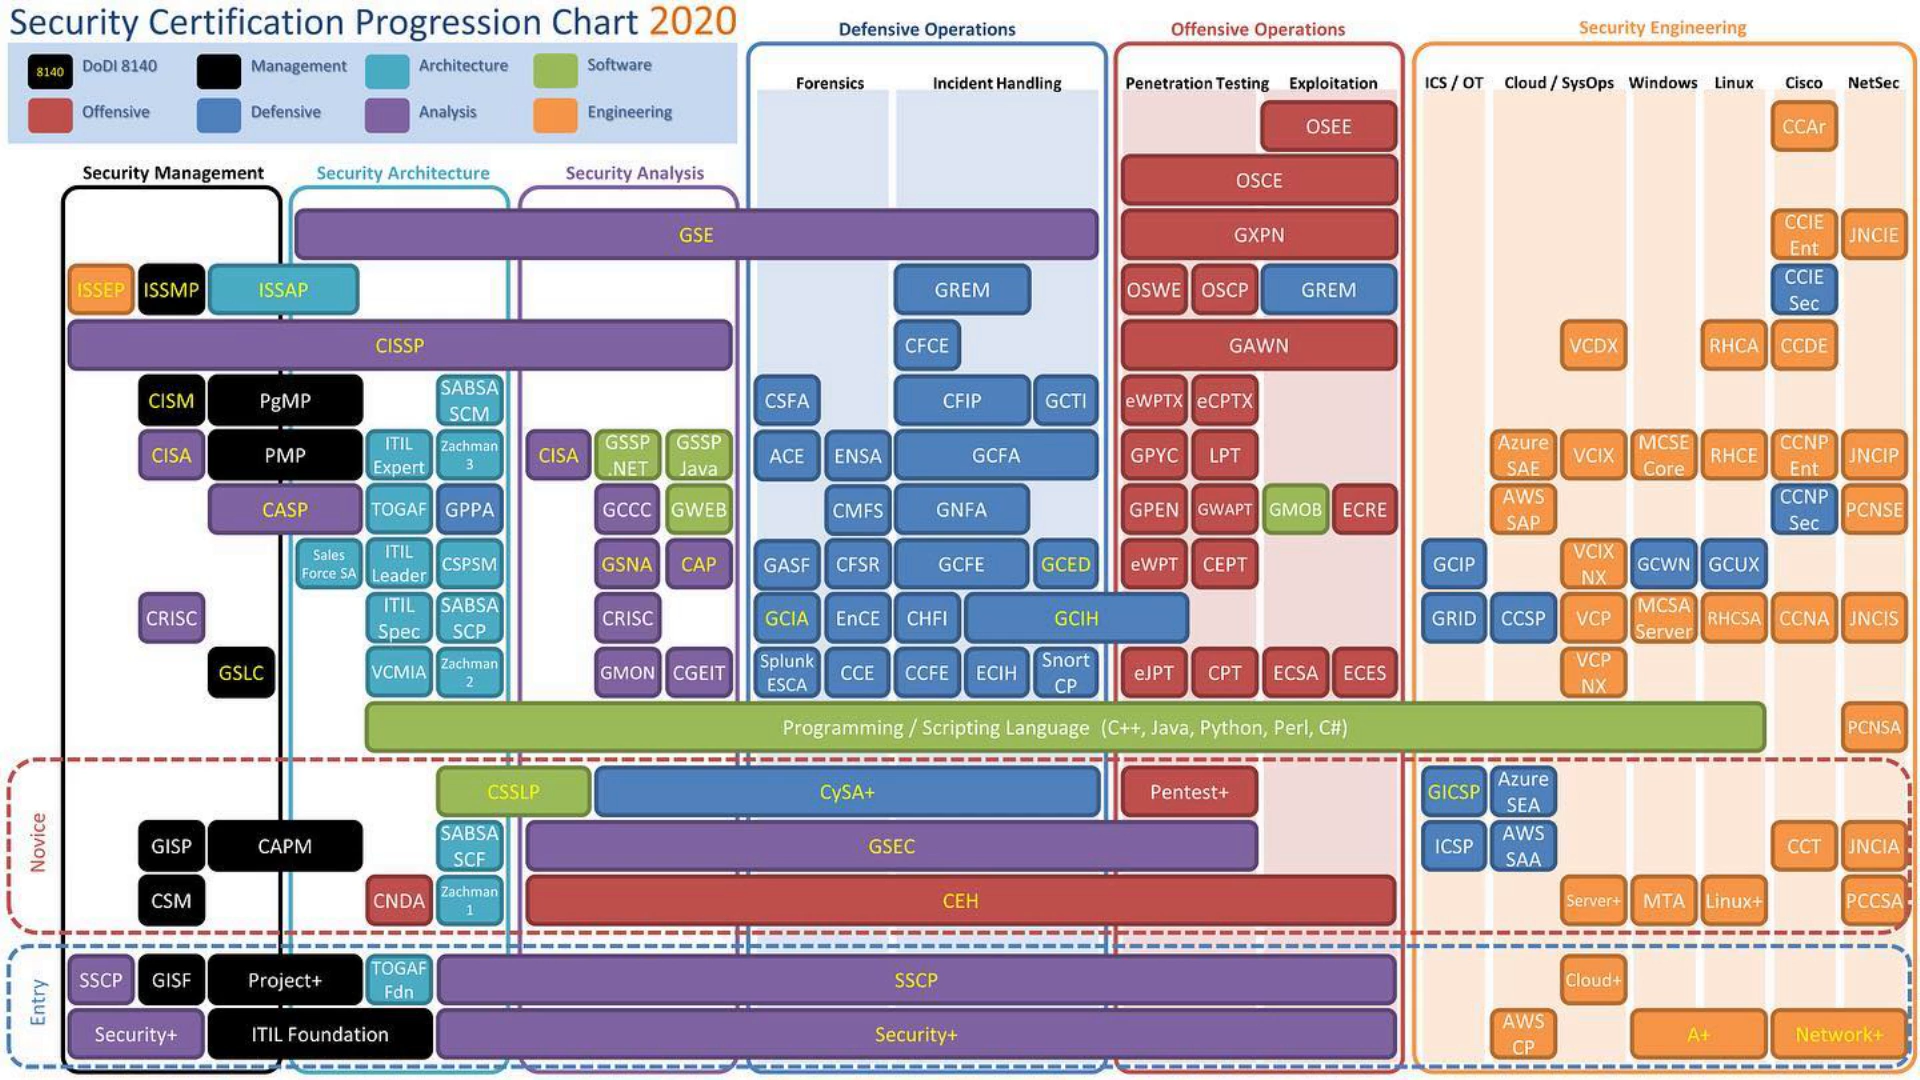 Security Certification Progression Chart 2020
8140 DoDI 8140
Management
Architecture
Software
Offensive
Defensive
Analysis
Engineering
Defensive Operations
Offensive Operations
Security Engineering
Forensics
Incident Handling
Penetration Testing
Exploitation
ICS / OT
Cloud / SysOps
Windows
Linux
Cisco
NetSec
Security Management
Security Architecture
Security Analysis
OSEE
CCAr
OSCE
GSE
GXPN
CCIE
Ent
JNCIE
ISSEP
ISSMP
ISSAP
GREM
OSWE
OSCP
GREM
CCIE
Sec
CISSP
CFCE
GAWN
VCDX
RHCA
CCDE
CISM
PgMP
SABSA
SCM
CSFA
CFIP
GCTI
eWPTX
eCPTX
CISA
PMP
ITIL
Expert
Zachman
3
CISA
GSSP
.NET
GSSP
Java
ACE
ENSA
GCFA
GPYC
LPT
Azure
SAE
VCIX
MCSE
Core
RHCE
CCNP
Ent
JNCIP
CASP
TOGAF
GPPA
GCCC
GWEB
CMFS
GNFA
GPEN
GWAPT
GMOB
ECRE
AWS
SAP
CCNP
Sec
PCNSE
Sales
Force SA
ITIL
Leader
CSPSM
GSNA
CAP
GASF
CFSR
GCFE
GCED
eWPT
CEPT
GCIP
VCIX
NX
GCWN
GCUX
CRISC
ITIL
Spec
SABSA
SCP
CRISC
GCIA
EnCE
CHFI
GCIH
GRID
CCSP
VCP
MCSA
Server
RHCSA
CCNA
JNCIS
GSLC
VCMIA
Zachman
2
GMON
CGEIT
Splunk
ESCA
CCE
CCFE
ECIH
Snort
CP
eJPT
CPT
ECSA
ECES
VCP
NX
Programming / Scripting Language (C++, Java, Python, Perl, C#)
PCNSA
Novice
CSSLP
CySA+
Pentest+
GICSP
Azure
SEA
GISP
CAPM
SABSA
SCF
GSEC
ICSP
AWS
SAA
CCT
JNCIA
CSM
CNDA
Zachman
1
CEH
Server+
MTA
Linux+
PCCSA
Entry
SSCP
GISF
Project+
TOGAF
Fdn
SSCP
Cloud+
Security+
ITIL Foundation
Security+
AWS
CP
A+
Network+